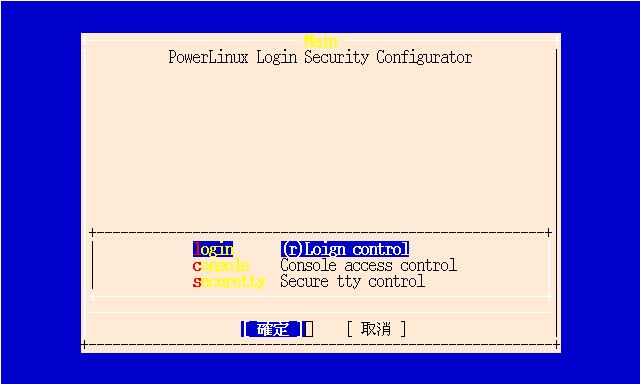 Main
PowerLinux Login Security Configurator
login (r)Loign control
console Console access control
securetty Secure tty control
[ 確定 ] [ 取消 ]